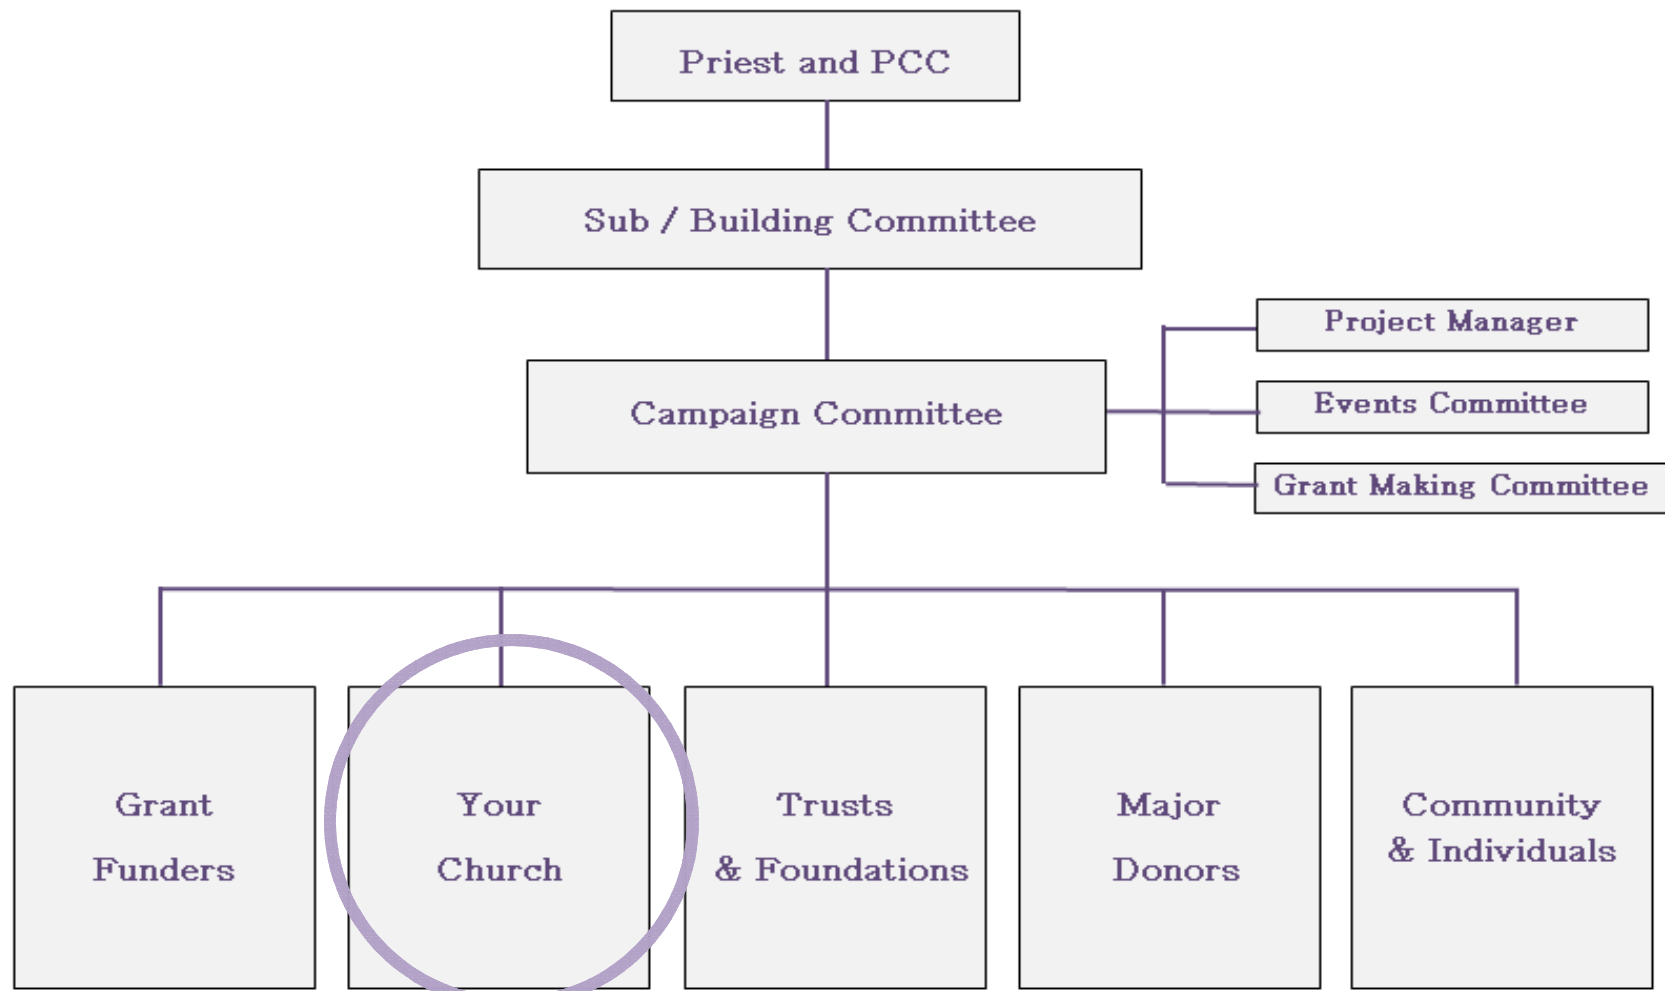 Priest and PCC
Sub / Building Committee
Project Manager
Events Committee
Campaign Committee
Grant Making Committee
Grant
Funders
Your
Church
Trusts
& Foundations
Major
Donors
Community
& Individuals